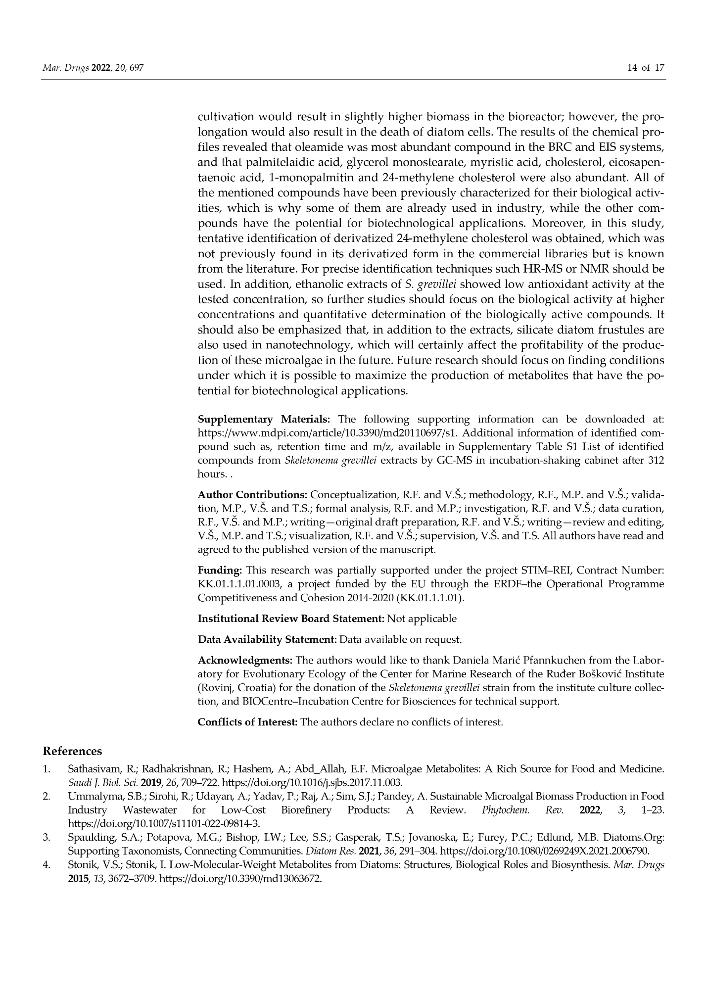 Mar. Drugs 2022, 20, 697
14 of 17
cultivation would result in slightly higher biomass in the bioreactor; however, the pro-
longation would also result in the death of diatom cells. The results of the chemical pro-
files revealed that oleamide was most abundant compound in the BRC and EIS systems,
and that palmitelaidic acid, glycerol monostearate, myristic acid, cholesterol, eicosapen-
taenoic acid, 1-monopalmitin and 24-methylene cholesterol were also abundant. All of
the mentioned compounds have been previously characterized for their biological activ-
ities, which is why some of them are already used in industry, while the other com-
pounds have the potential for biotechnological applications. Moreover, in this study,
tentative identification of derivatized 24-methylene cholesterol was obtained, which was
not previously found in its derivatized form in the commercial libraries but is known
from the literature. For precise identification techniques such HR-MS or NMR should be
used. In addition, ethanolic extracts of S. grevillei showed low antioxidant activity at the
tested concentration, so further studies should focus on the biological activity at higher
concentrations and quantitative determination of the biologically active compounds. It
should also be emphasized that, in addition to the extracts, silicate diatom frustules are
also used in nanotechnology, which will certainly affect the profitability of the produc-
tion of these microalgae in the future. Future research should focus on finding conditions
under which it is possible to maximize the production of metabolites that have the po-
tential for biotechnological applications.
Supplementary Materials: The following supporting information can be downloaded at:
https://www.mdpi.com/article/10.3390/md20110697/s1. Additional information of identified com-
pound such as, retention time and m/z, available in Supplementary Table S1 List of identified
compounds from Skeletonema grevillei extracts by GC-MS in incubation-shaking cabinet after 312
hours. .
Author Contributions: Conceptualization, R.F. and V.Š.; methodology, R.F., M.P. and V.Š.; valida-
tion, M.P., V.Š. and T.S.; formal analysis, R.F. and M.P.; investigation, R.F. and V.Š.; data curation,
R.F., V.Š. and M.P.; writing—original draft preparation, R.F. and V.Š.; writing—review and editing,
V.Š., M.P. and T.S.; visualization, R.F. and V.Š.; supervision, V.Š. and T.S. All authors have read and
agreed to the published version of the manuscript.
Funding: This research was partially supported under the project STIM–REI, Contract Number:
KK.01.1.1.01.0003, a project funded by the EU through the ERDF–the Operational Programme
Competitiveness and Cohesion 2014-2020 (KK.01.1.1.01).
Institutional Review Board Statement: Not applicable
Data Availability Statement: Data available on request.
Acknowledgments: The authors would like to thank Daniela Marić Pfannkuchen from the Labor-
atory for Evolutionary Ecology of the Center for Marine Research of the Ruđer Bošković Institute
(Rovinj, Croatia) for the donation of the Skeletonema grevillei strain from the institute culture collec-
tion, and BIOCentre–Incubation Centre for Biosciences for technical support.
Conflicts of Interest: The authors declare no conflicts of interest.
References
1. Sathasivam, R.; Radhakrishnan, R.; Hashem, A.; Abd_Allah, E.F. Microalgae Metabolites: A Rich Source for Food and Medicine.
Saudi J. Biol. Sci. 2019, 26, 709–722. https://doi.org/10.1016/j.sjbs.2017.11.003.
2. Ummalyma, S.B.; Sirohi, R.; Udayan, A.; Yadav, P.; Raj, A.; Sim, S.J.; Pandey, A. Sustainable Microalgal Biomass Production in Food
Industry Wastewater for Low-Cost Biorefinery Products: A Review. Phytochem. Rev. 2022, 3, 1–23.
https://doi.org/10.1007/s11101-022-09814-3.
3. Spaulding, S.A.; Potapova, M.G.; Bishop, I.W.; Lee, S.S.; Gasperak, T.S.; Jovanoska, E.; Furey, P.C.; Edlund, M.B. Diatoms.Org:
Supporting Taxonomists, Connecting Communities. Diatom Res. 2021, 36, 291–304. https://doi.org/10.1080/0269249X.2021.2006790.
4. Stonik, V.S.; Stonik, I. Low-Molecular-Weight Metabolites from Diatoms: Structures, Biological Roles and Biosynthesis. Mar. Drugs
2015, 13, 3672–3709. https://doi.org/10.3390/md13063672.